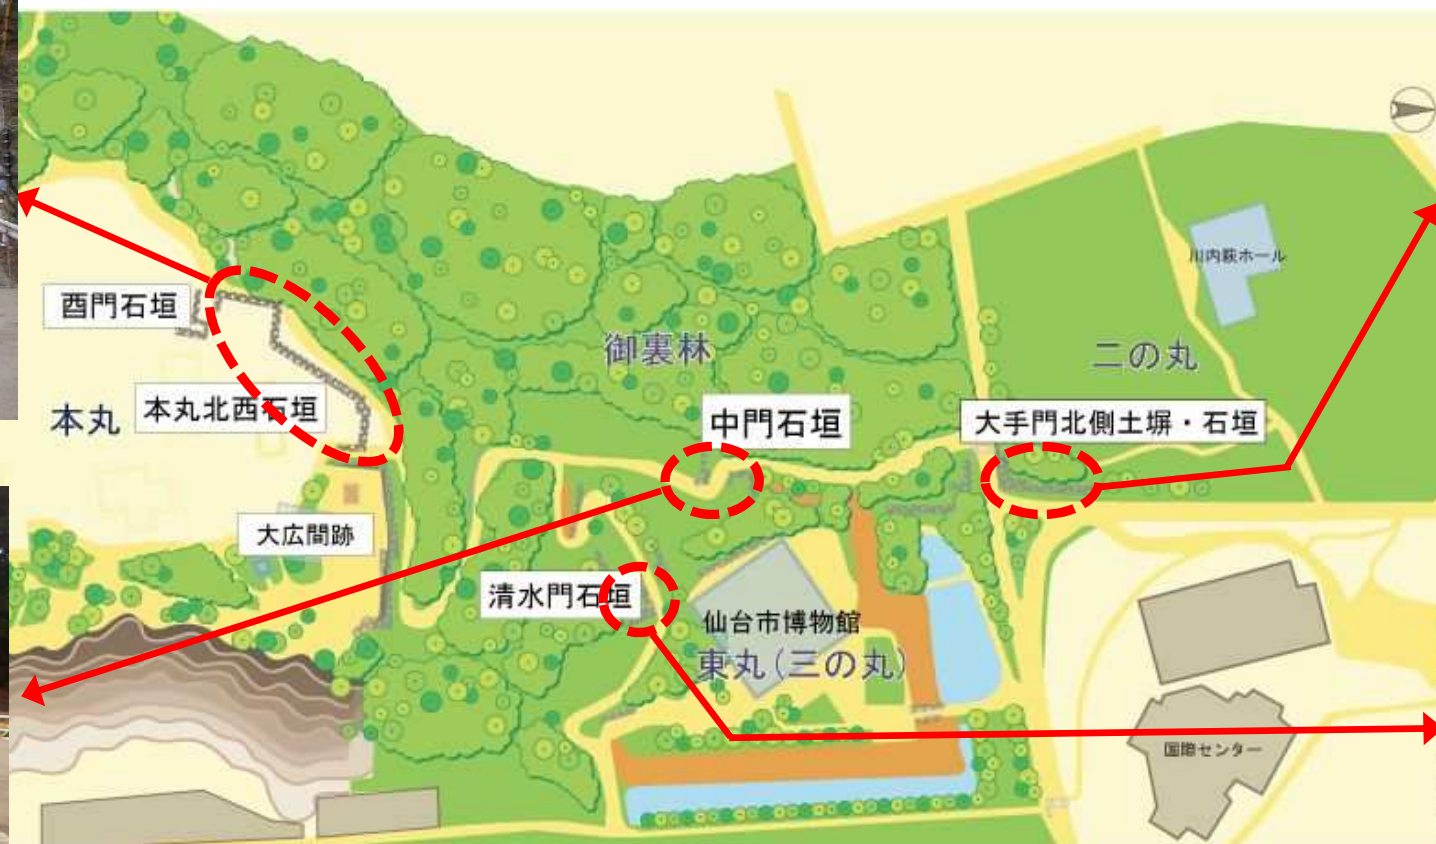 川内萩ホール
酉門石垣
御裏林
二の丸
本丸
本丸北西石垣
中門石垣
大手門北側土塀・石垣
大広間跡
清水門石垣
仙台市博物館
東丸(三の丸)
国際センター